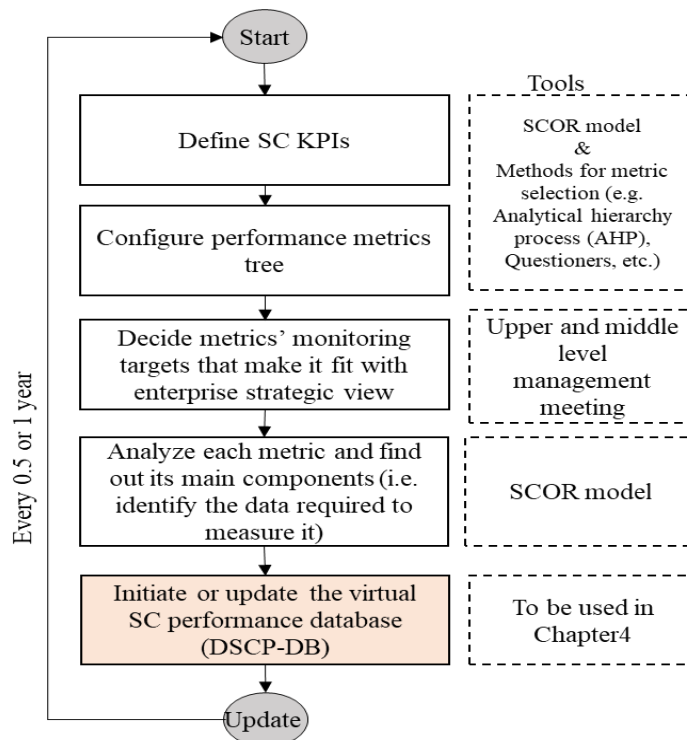 Start
Tools
Define SC KPIs
SCOR model
&
Methods for metric
selection (e.g.
Analytical hierarchy
process (AHP),
Questioners, etc.)
Configure performance metrics
tree
Decide metrics’ monitoring
targets that make it fit with
enterprise strategic view
Upper and middle
level
management
meeting
Analyze each metric and find
out its main components (i.e.
identify the data required to
measure it)
SCOR model
Initiate or update the virtual
SC performance database
(DSCP-DB)
To be used in
Chapter4
Update
Every 0.5 or 1 year